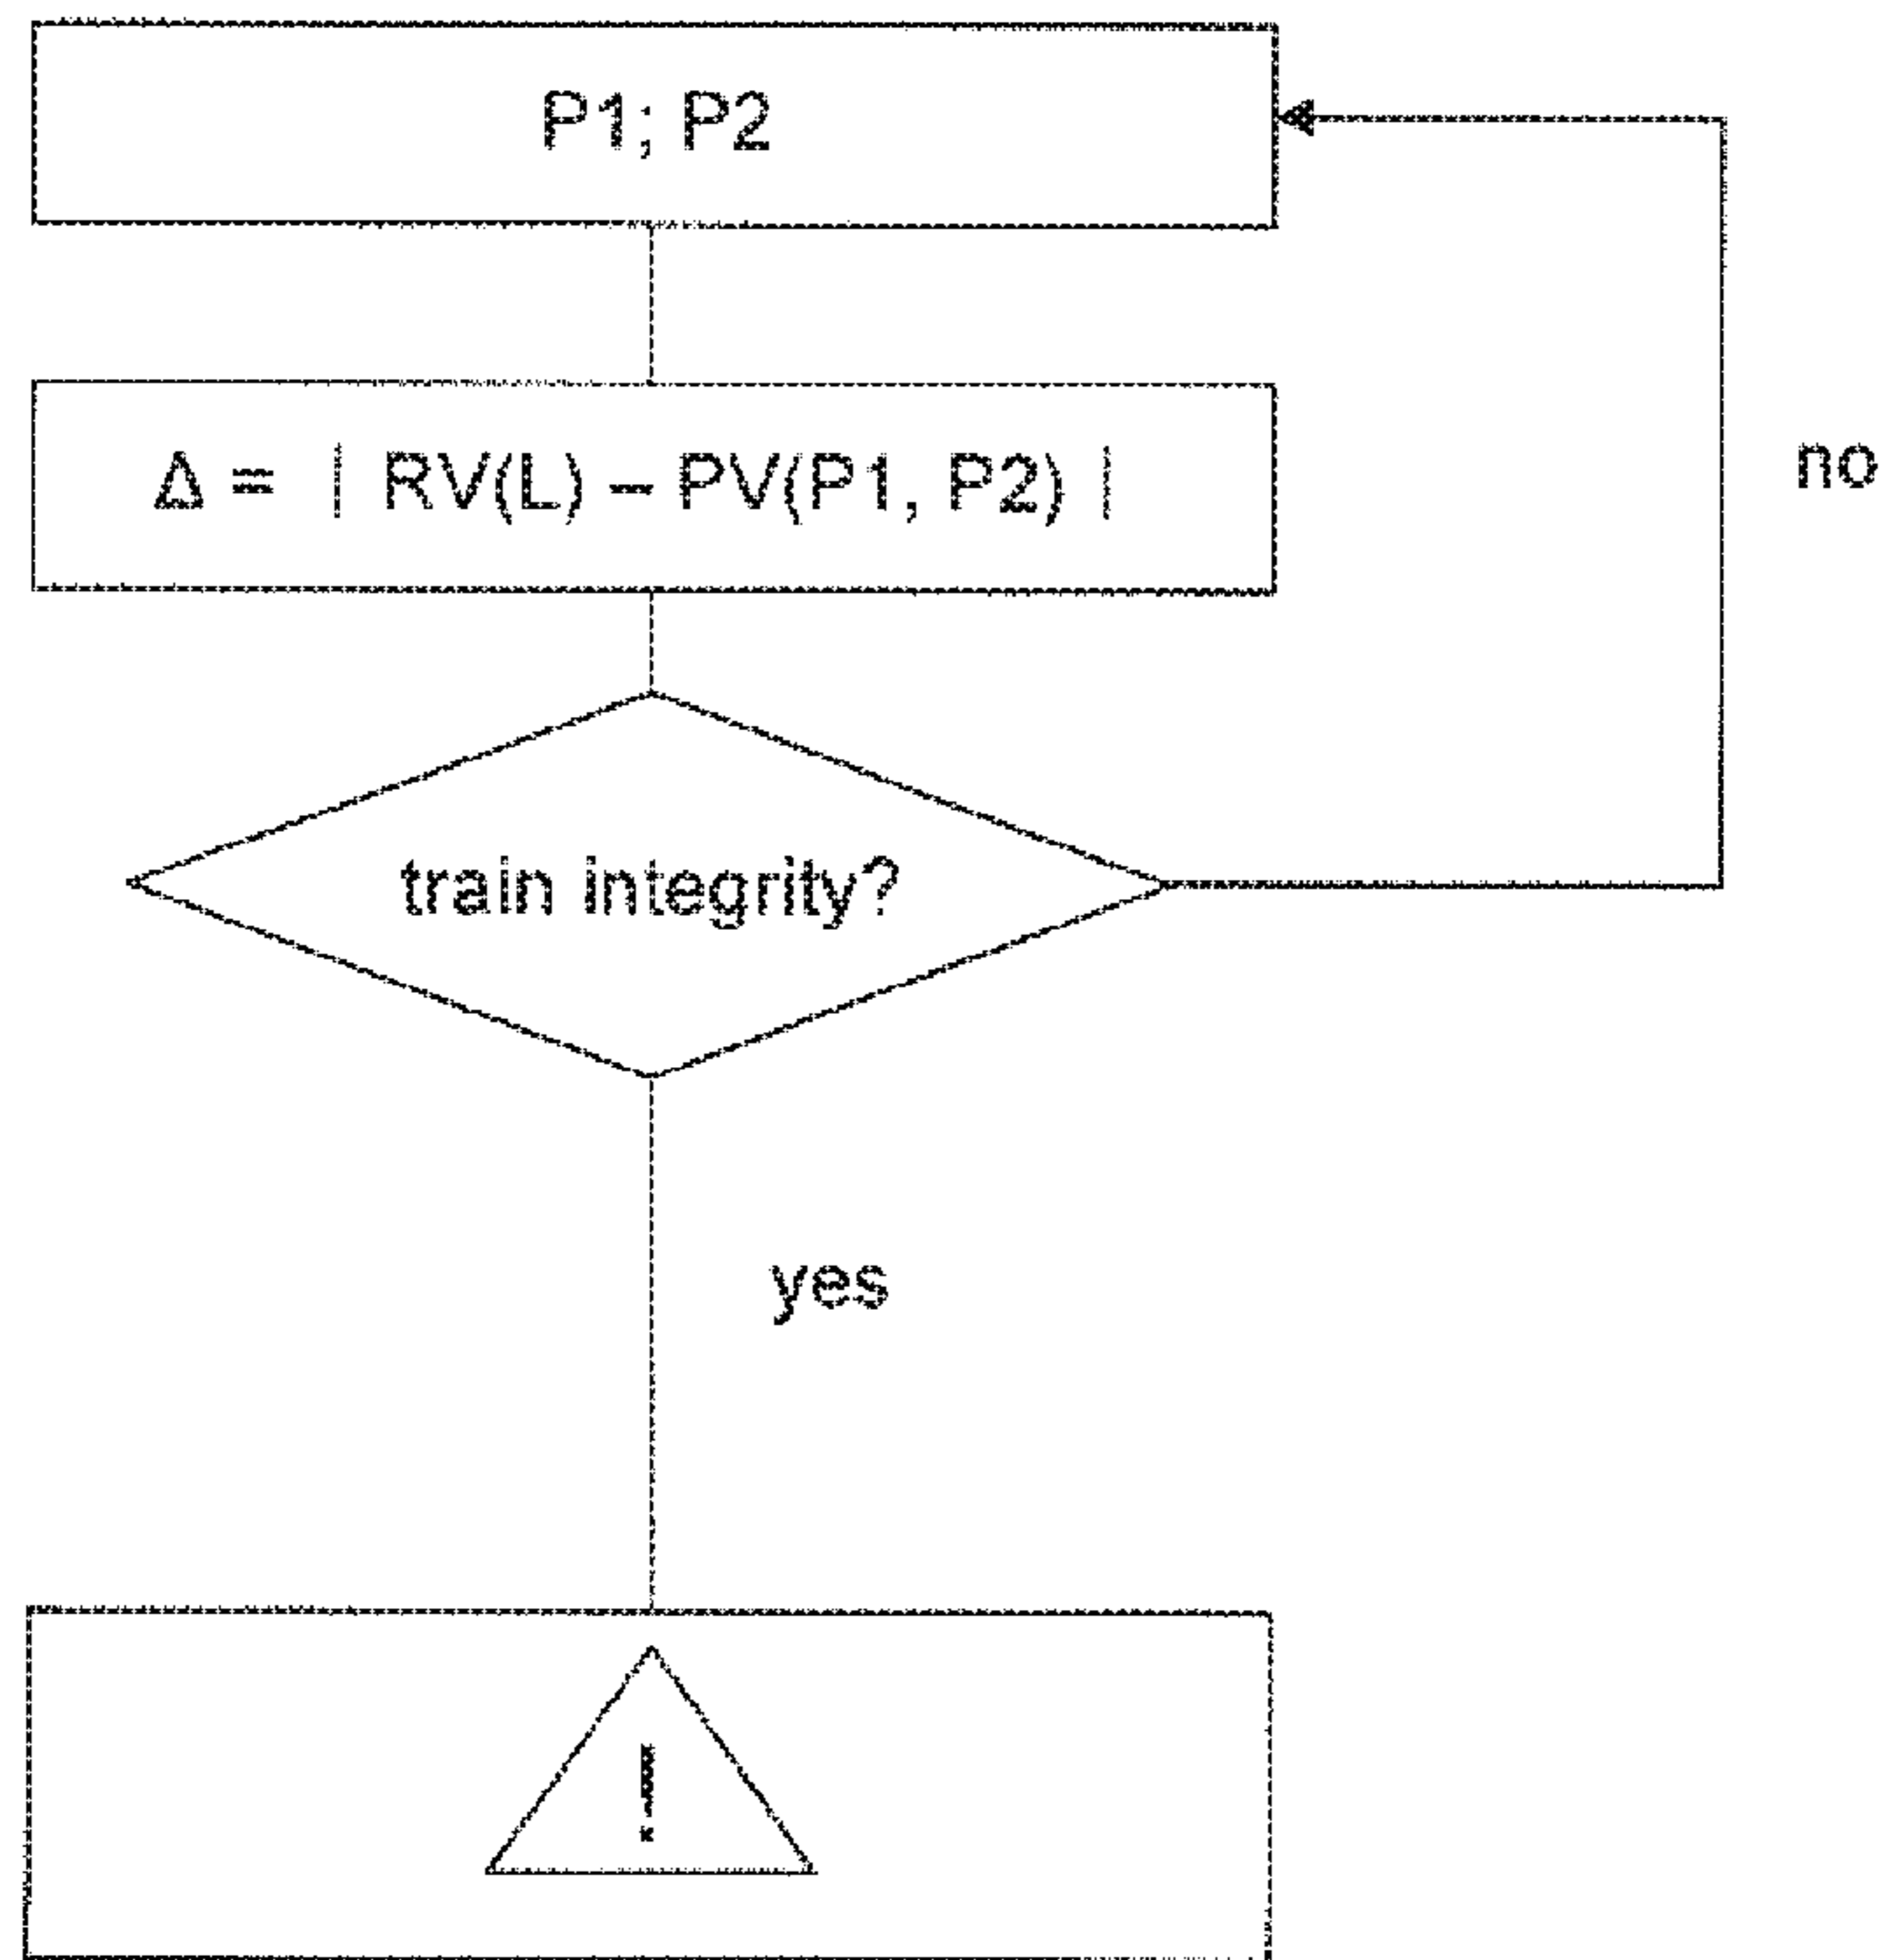 P1; P2
Δ = | RV(L) – PV(P1, P2) |
no
train integrity?
yes
!